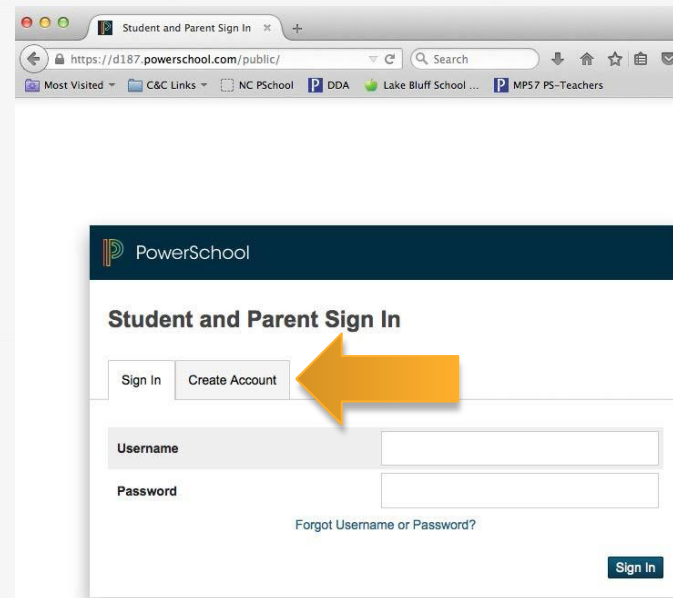 Student and Parent Sign In
https://d187.powerschool.com/public/ Search
Most Visited C&C Links NC PSchool DDA Lake Bluff School ... MP57 PS-Teachers
PowerSchool
Student and Parent Sign In
Sign In Create Account
Username
Password
Forgot Username or Password?
Sign In